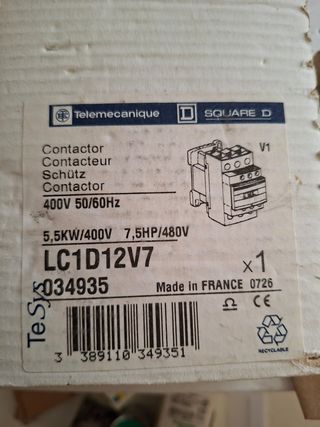 Telemecanique SQUARE D
Contactor
Contacteur
Schütz
Contactor
V1
400V 50/60Hz
5,5KW/400V 7,5HP/480V
LC1D12V7
034935
x1
Made in FRANCE 0726
TeSys
3 389110 349351
CE
RECYCLABLE